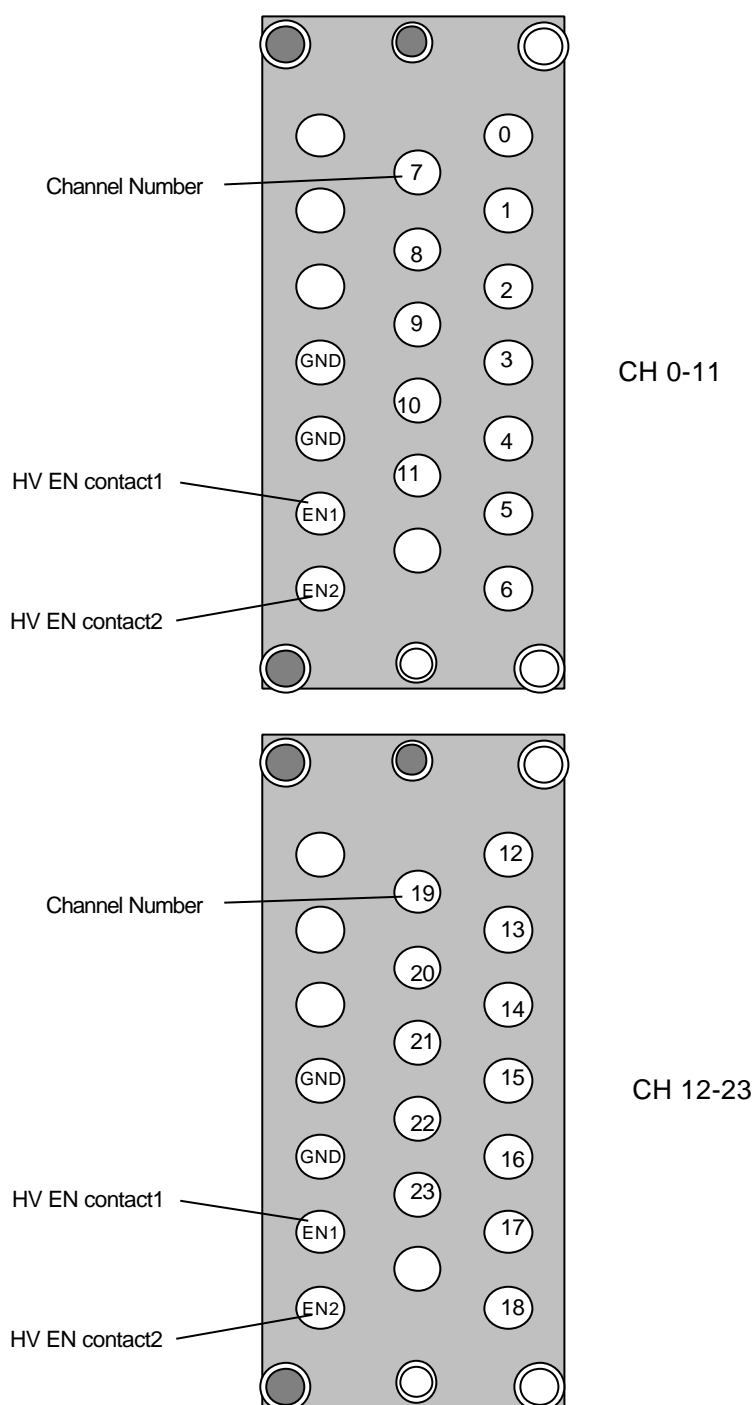 0
7
Channel Number
1
8
2
9
GND
3
CH 0-11
10
GND
4
11
HV EN contact1
EN1
5
EN2
6
HV EN contact2
12
19
Channel Number
13
20
14
21
GND
15
CH 12-23
22
GND
16
23
HV EN contact1
EN1
17
EN2
18
HV EN contact2